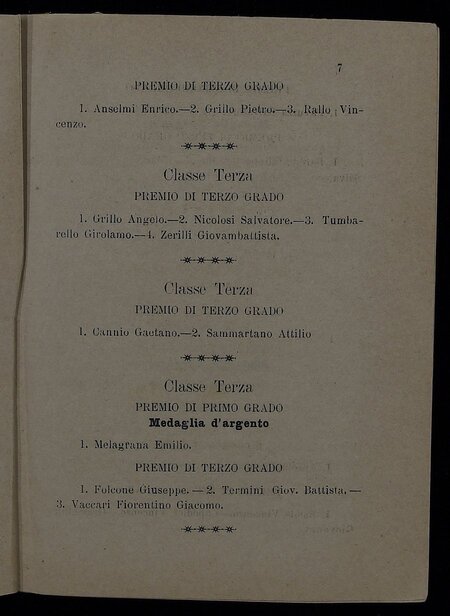 7
PREMIO DI TERZO GRADO
1. Anselmi Enrico.—2. Grillo Pietro.—3. Rallo Vin-
cenzo.
Classe Terza
PREMIO DI TERZO GRADO
1. Grillo Angelo.—2. Nicolosi Salvatore.—3. Tumba-
rello Girolamo.—4. Zerilli Giovambattista.
Classe Terza
PREMIO DI TERZO GRADO
1. Cannio Gaetano.—2. Sammartano Attilio
Classe Terza
PREMIO DI PRIMO GRADO
Medaglia d'argento
1. Melagrana Emilio.
PREMIO DI TERZO GRADO
1. Folcone Giuseppe.—2. Termini Giov. Battista.—
3. Vaccari Fiorentino Giacomo.